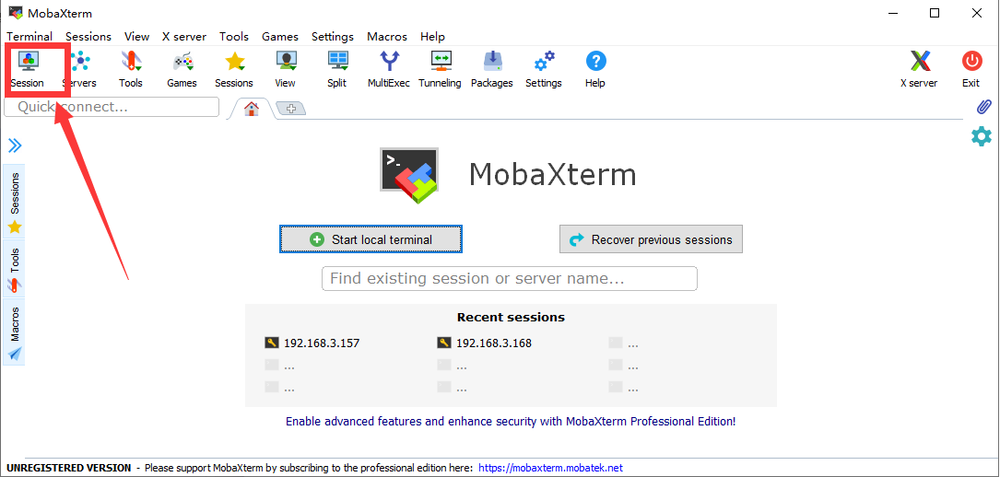 MobaXterm
Terminal Sessions View X server Tools Games Settings Macros Help
Session Servers Tools Games Sessions View Split MultiExec Tunneling Packages Settings Help X server Exit
Quick connect...
>_
MobaXterm
Sessions
Tools
Macros
Start local terminal Recover previous sessions
Find existing session or server name...
Recent sessions
192.168.3.157 192.168.3.168 ...
... ... ...
... ... ...
Enable advanced features and enhance security with MobaXterm Professional Edition!
UNREGISTERED VERSION - Please support MobaXterm by subscribing to the professional edition here: https://mobaxterm.mobatek.net